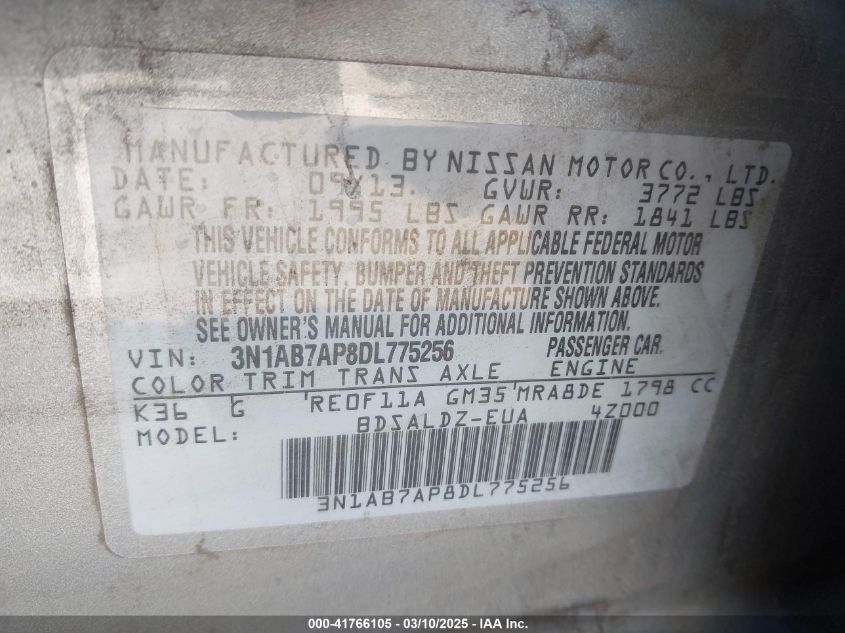 MANUFACTURED BY NISSAN MOTOR CO., LTD.
DATE: 09/13 GVWR: 3772 LBS
GAWR FR: 1995 LBS GAWR RR: 1841 LBS
THIS VEHICLE CONFORMS TO ALL APPLICABLE FEDERAL MOTOR
VEHICLE SAFETY, BUMPER AND THEFT PREVENTION STANDARDS
IN EFFECT ON THE DATE OF MANUFACTURE SHOWN ABOVE.
SEE OWNER'S MANUAL FOR ADDITIONAL INFORMATION.
VIN: 3N1AB7AP8DL775256 PASSENGER CAR.
COLOR TRIM TRANS AXLE ENGINE
K36 G RE0F11A GM35 MRA8DE 1798 CC
MODEL: BDSALDZ-EUA 4Z000
3N1AB7AP8DL775256
000-41766105 - 03/10/2025 - IAA Inc.